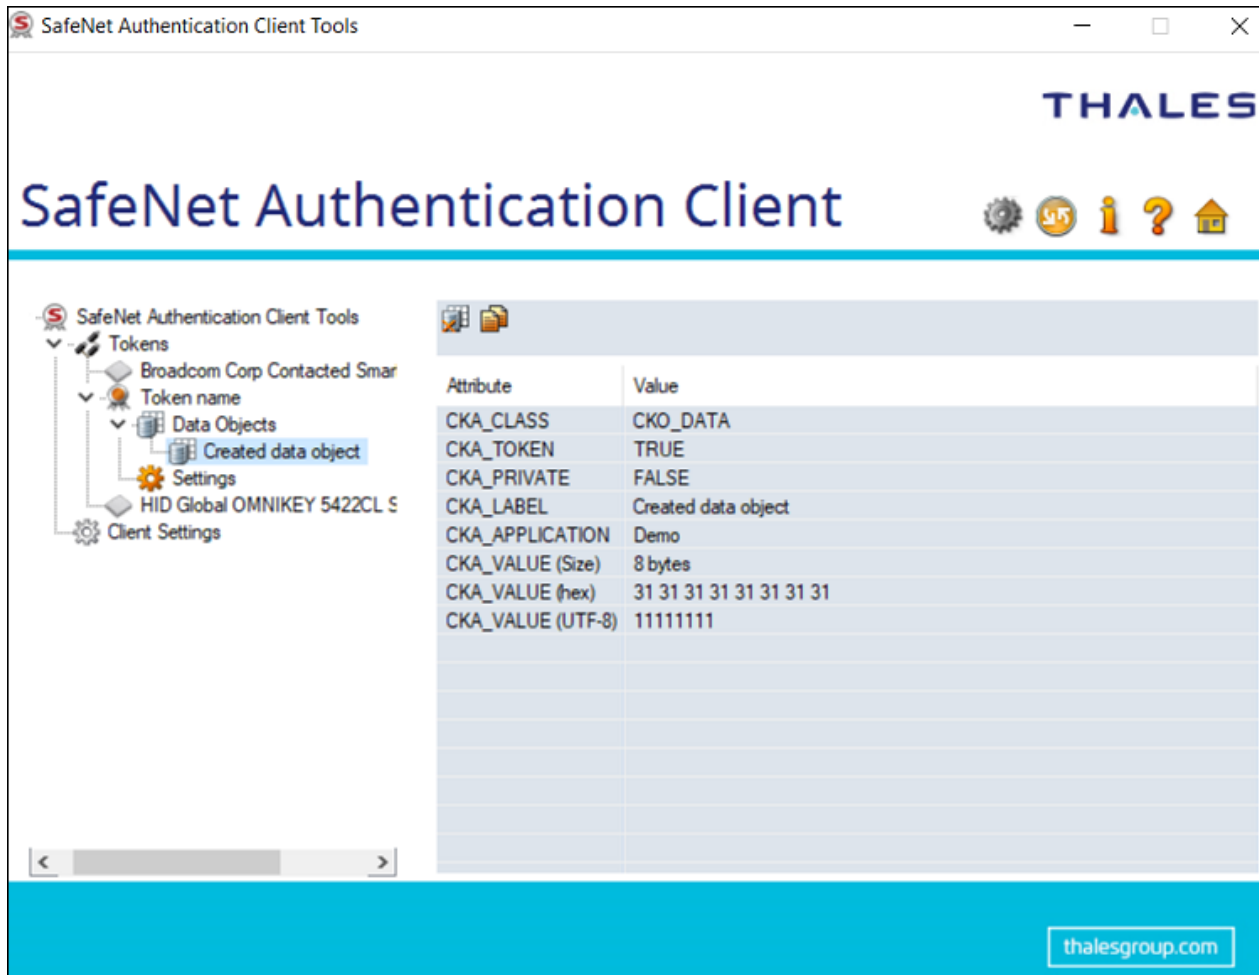 SafeNet Authentication Client Tools
THALES
SafeNet Authentication Client
SafeNet Authentication Client Tools
Tokens
Broadcom Corp Contacted Smar
Token name
Data Objects
Created data object
Settings
HID Global OMNIKEY 5422CL S
Client Settings
Attribute Value
CKA_CLASS CKO_DATA
CKA_TOKEN TRUE
CKA_PRIVATE FALSE
CKA_LABEL Created data object
CKA_APPLICATION Demo
CKA_VALUE (Size) 8 bytes
CKA_VALUE (hex) 31 31 31 31 31 31 31 31
CKA_VALUE (UTF-8) 11111111
thalesgroup.com